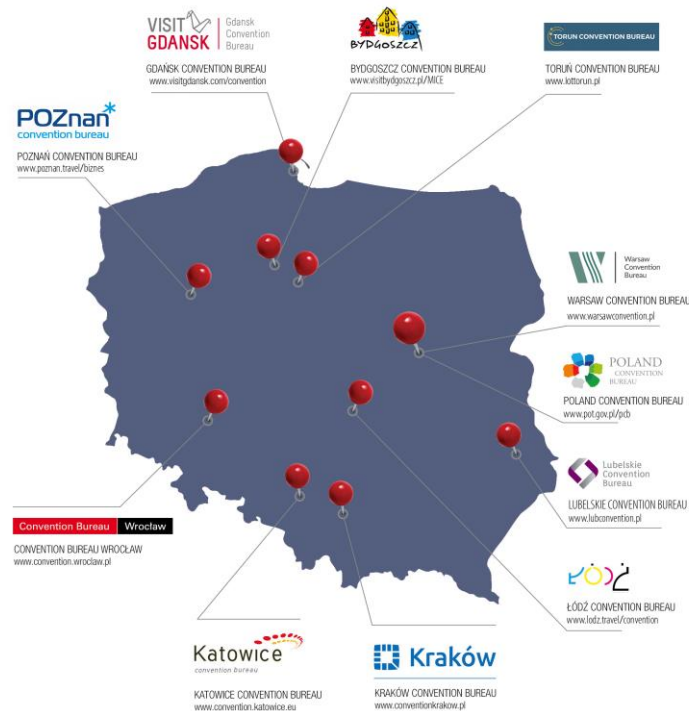 VISIT
GDANSK
Gdansk
Convention
Bureau
GDAŃSK CONVENTION BUREAU
www.visitgdansk.com/convention
BYDGOSZCZ
BYDGOSZCZ CONVENTION BUREAU
www.visitbydgoszcz.pl/MICE
TORUN CONVENTION BUREAU
TORUŃ CONVENTION BUREAU
www.lottorun.pl
POZnan*
convention bureau
POZNAŃ CONVENTION BUREAU
www.poznan.travel/biznes
Warsaw
Convention
Bureau
WARSAW CONVENTION BUREAU
www.warsawconvention.pl
POLAND
CONVENTION
BUREAU
POLAND CONVENTION BUREAU
www.pot.gov.pl/pcb
Lubelskie
Convention
Bureau
LUBELSKIE CONVENTION BUREAU
www.lubconvention.pl
Convention Bureau Wrocław
CONVENTION BUREAU WROCŁAW
www.convention.wroclaw.pl
ŁÓDŹ
ŁÓDŹ CONVENTION BUREAU
www.lodz.travel/convention
Katowice
convention bureau
KATOWICE CONVENTION BUREAU
www.convention.katowice.eu
Kraków
KRAKÓW CONVENTION BUREAU
www.conventionkrakow.pl